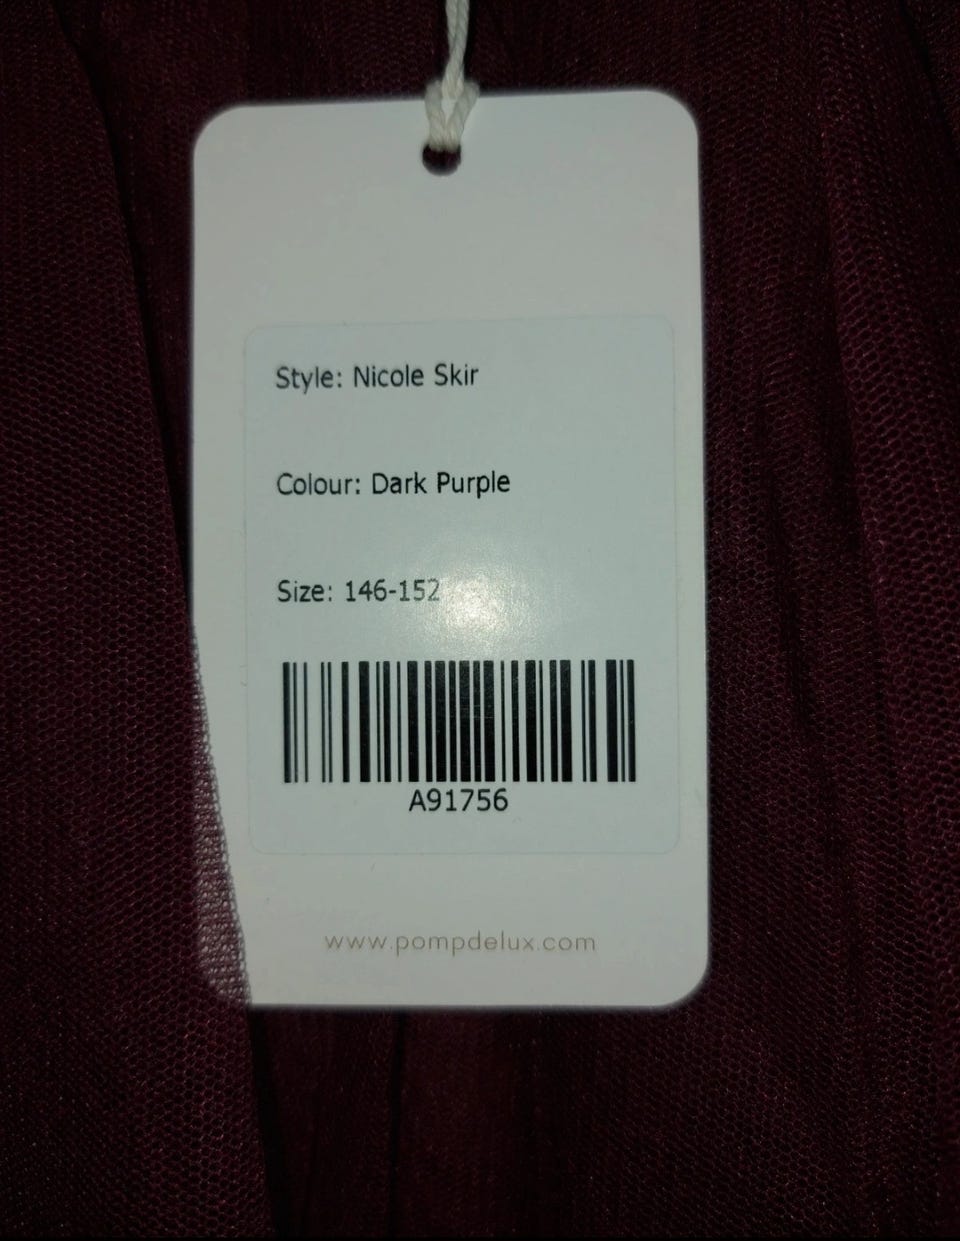 Style: Nicole Skir
Colour: Dark Purple
Size: 146-152
A91756
www.pompdelux.com